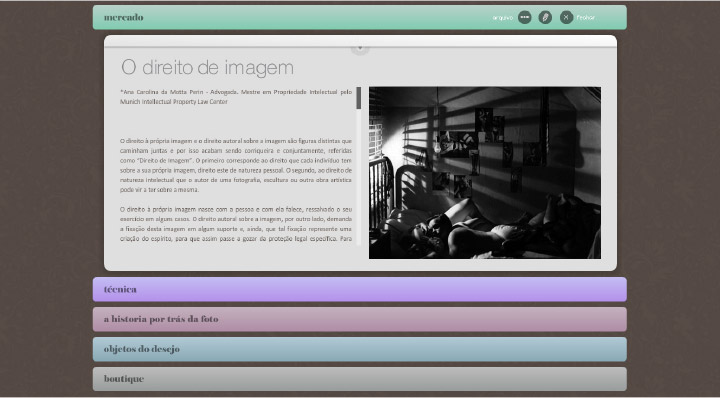 mercado
arquivo
fechar
O direito de imagem
*Ana Carolina da Motta Perin - Advogada. Mestre em Propriedade Intelectual pelo
Munich Intellectual Property Law Center
O direito à própria imagem e o direito autoral sobre a imagem são figuras distintas que
caminham juntas e por isso acabam sendo corriqueira e conjuntamente, referidas
como "Direito de Imagem". O primeiro corresponde ao direito que cada indivíduo tem
sobre a sua própria imagem, direito este de natureza pessoal. O segundo, ao direito de
natureza intelectual que o autor de uma fotografia, escultura ou outra obra artística
pode vir a ter sobre a mesma.
O direito à própria imagem nasce com a pessoa e com ela falece, ressalvado o seu
exercício em alguns casos. O direito autoral sobre a imagem, por outro lado, demanda
a fixação desta imagem em algum suporte e, ainda, que tal fixação represente uma
criação do espírito, para que assim passe a gozar da proteção legal específica. Para
técnica
a historia por trás da foto
objetos do desejo
boutique